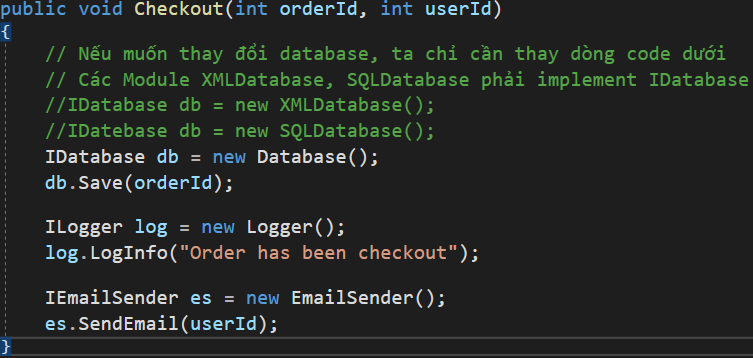 public void Checkout(int orderId, int userId)
{
// Nếu muốn thay đổi database, ta chỉ cần thay dòng code dưới
// Các Module XMLDatabase, SQLDatabase phải implement IDatabase
//IDatabase db = new XMLDatabase();
//IDatebase db = new SQLDatabase();
IDatabase db = new Database();
db.Save(orderId);
ILogger log = new Logger();
log.LogInfo("Order has been checkout");
IEmailSender es = new EmailSender();
es.SendEmail(userId);
}